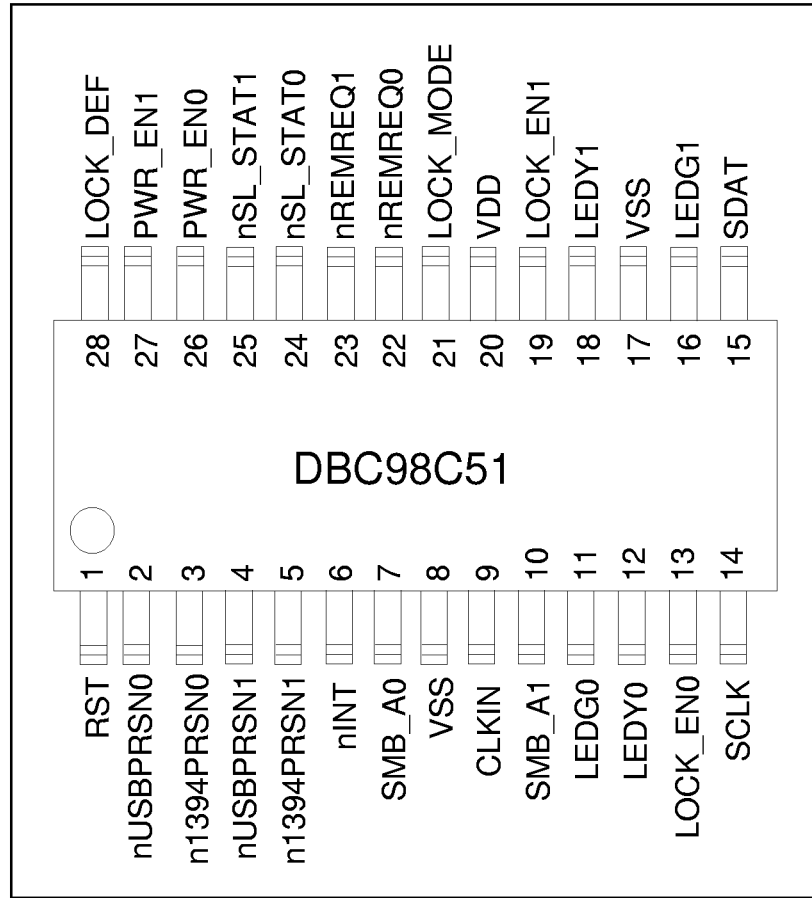 LOCK_DEF
PWR_EN1
PWR_EN0
nSL_STAT1
nSL_STAT0
nREMREQ1
nREMREQ0
LOCK_MODE
VDD
LOCK_EN1
LEDY1
VSS
LEDG1
SDAT
28
27
26
25
24
23
22
21
20
19
18
17
16
15
DBC98C51
1
2
3
4
5
6
7
8
9
10
11
12
13
14
RST
nUSBPRSN0
n1394PRSN0
nUSBPRSN1
n1394PRSN1
nINT
SMB_A0
VSS
CLKIN
SMB_A1
LEDG0
LEDY0
LOCK_EN0
SCLK